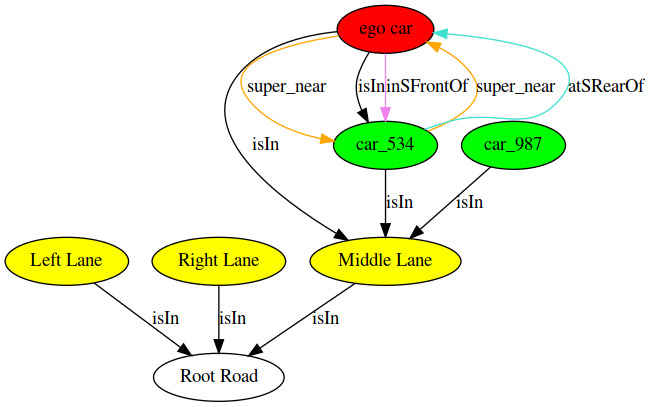 ego car
super_near
isIn
inSFrontOf
super_near
atSRearOf
isIn
car_534
car_987
isIn
isIn
Left Lane
Right Lane
Middle Lane
isIn
isIn
isIn
Root Road